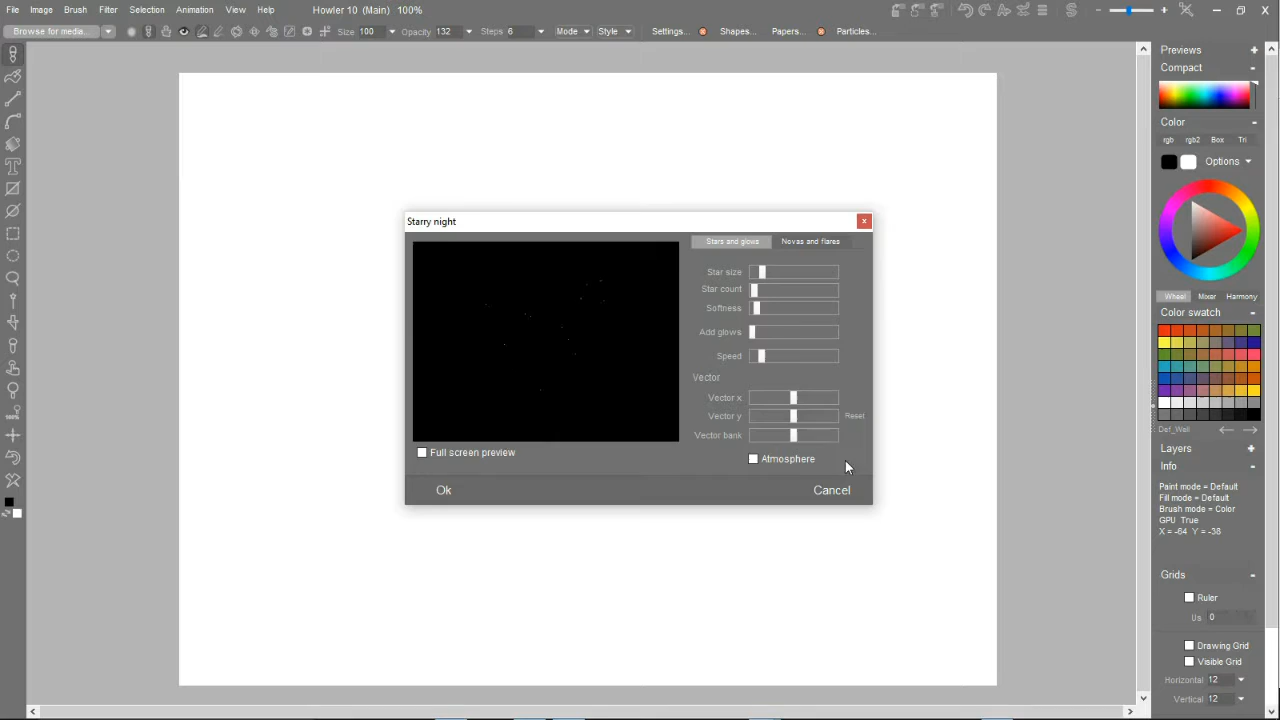 File Image Brush Filter Selection Animation View Help Howler 10 (Main) 100%
Browse for media... Size 100 Opacity 132 Steps 6 Mode Style Settings... Shapes... Papers... Particles...
Previews
Compact
Color
rgb rgb2 Box Tri
Options
Starry night
Stars and glows Novas and flares
Star size
Star count
Softness
Add glows
Speed
Vector
Vector x
Vector y Reset
Vector bank
Full screen preview
Atmosphere
Ok Cancel
Wheel Mixer Harmony
Color swatch
Def_Wall
Layers
Info
Paint mode = Default
Fill mode = Default
Brush mode = Color
GPU True
X = -64 Y = -38
Grids
Ruler
Us 0
Drawing Grid
Visible Grid
Horizontal 12
Vertical 12
100%